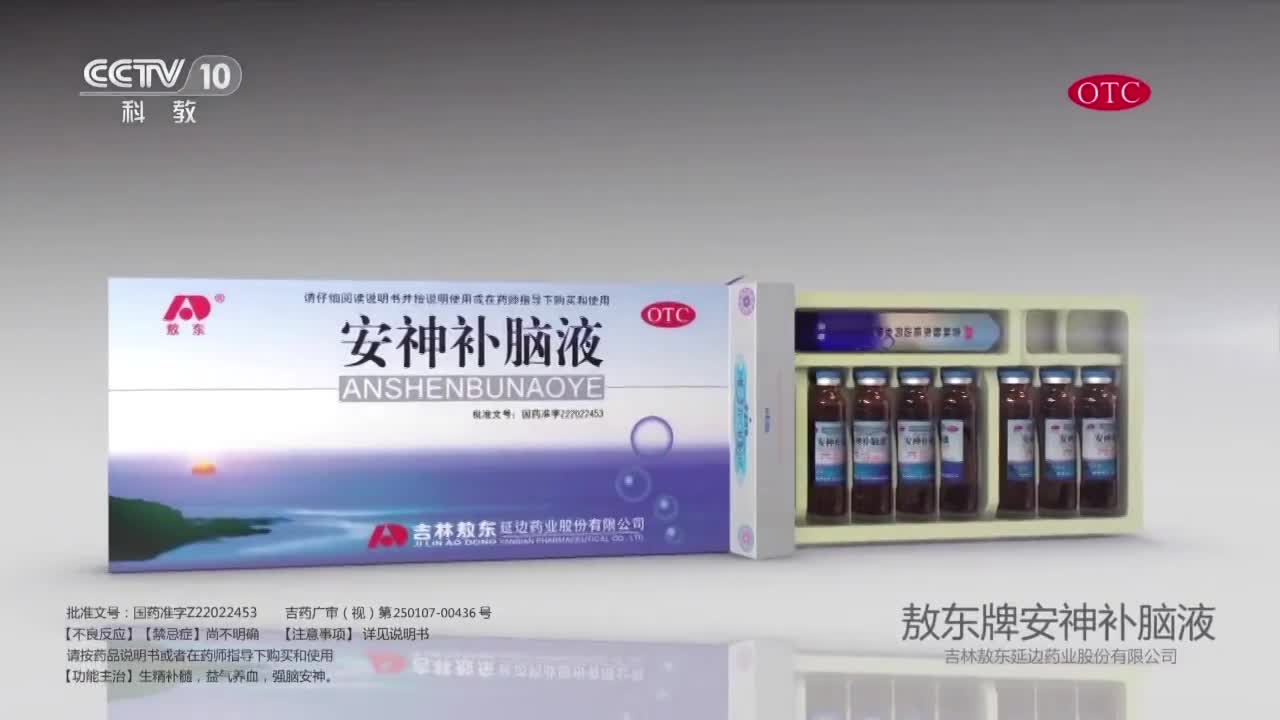 CCTV 10
科教
OTC
敖东®
请仔细阅读说明书并按说明使用或在药师指导下购买和使用
OTC
安神补脑液
ANSHENBUNAOYE
批准文号：国药准字Z22022453
吉林敖东 延边药业股份有限公司
JI LIN AO DONG YANBIAN PHARMACEUTICAL CO., LTD
批准文号：国药准字Z22022453 吉药广审（视）第250107-00436号
【不良反应】【禁忌症】尚不明确 【注意事项】 详见说明书
请按药品说明书或者在药师指导下购买和使用
【功能主治】生精补髓，益气养血，强脑安神。
敖东牌安神补脑液
吉林敖东延边药业股份有限公司